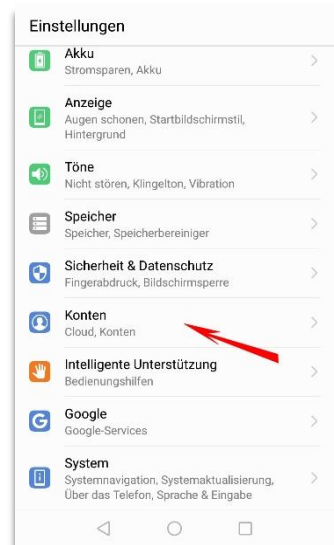 Einstellungen
Akku
Stromsparen, Akku
Anzeige
Augen schonen, Startbildschirmstil,
Hintergrund
Töne
Nicht stören, Klingelton, Vibration
Speicher
Speicher, Speicherbereiniger
Sicherheit & Datenschutz
Fingerabdruck, Bildschirmsperre
Konten
Cloud, Konten
Intelligente Unterstützung
Bedienungshilfen
Google
Google-Services
System
Systemnavigation, Systemaktualisierung,
Über das Telefon, Sprache & Eingabe